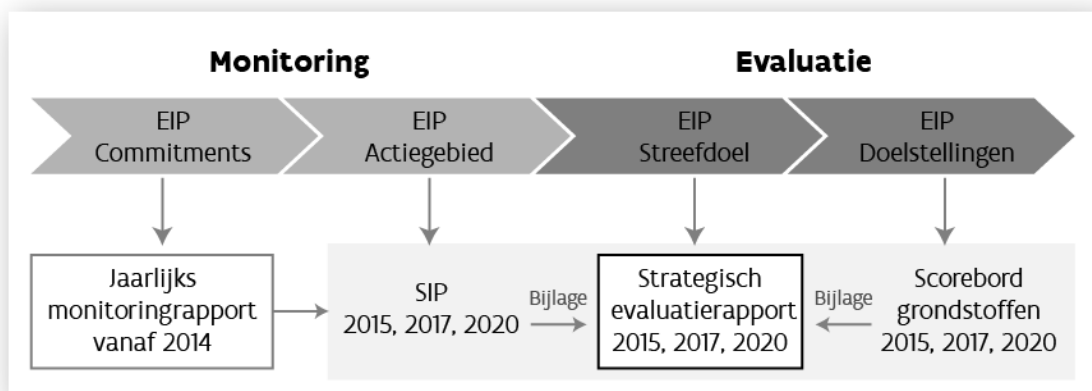 Monitoring
Evaluatie
EIP
Commitments
EIP
Actiegebied
EIP
Streefdoel
EIP
Doelstellingen
Jaarlijks
monitoringrapport
vanaf 2014
SIP
2015, 2017, 2020
Bijlage
Strategisch
evaluatierapport
2015, 2017, 2020
Bijlage
Scorebord
grondstoffen
2015, 2017, 2020